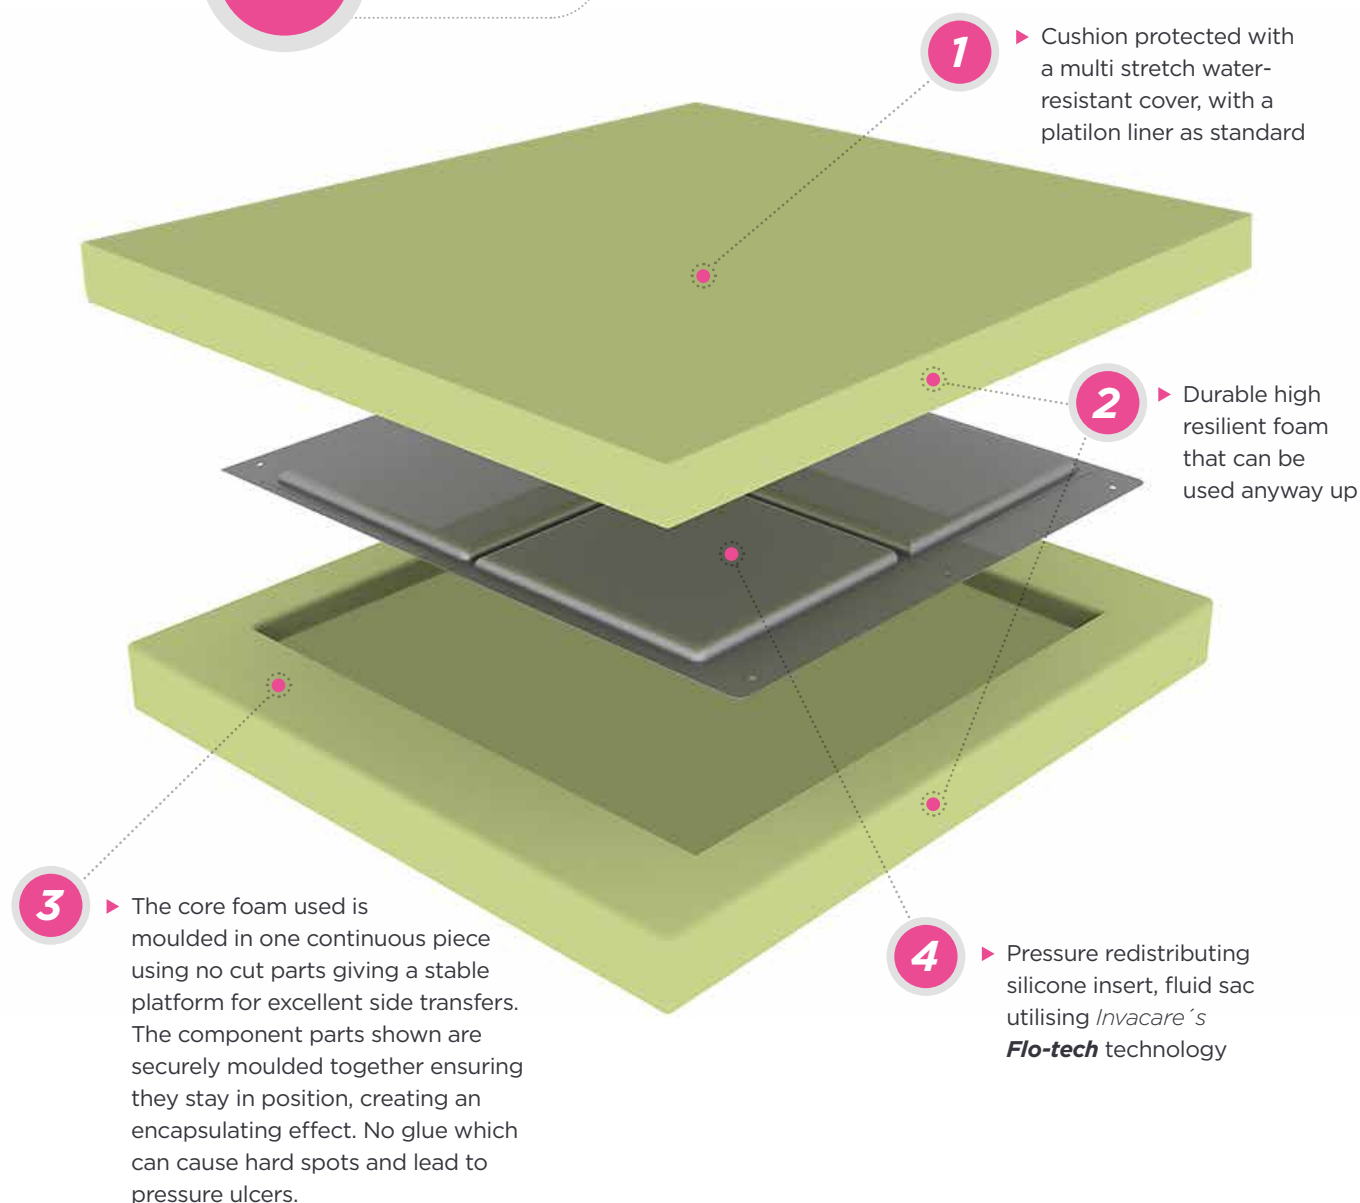 1
Cushion protected with
a multi stretch water-
resistant cover, with a
platilon liner as standard
2
Durable high
resilient foam
that can be
used anyway up
3
The core foam used is
moulded in one continuous piece
using no cut parts giving a stable
platform for excellent side transfers.
The component parts shown are
securely moulded together ensuring
they stay in position, creating an
encapsulating effect. No glue which
can cause hard spots and lead to
pressure ulcers.
4
Pressure redistributing
silicone insert, fluid sac
utilising Invacare´s
Flo-tech technology